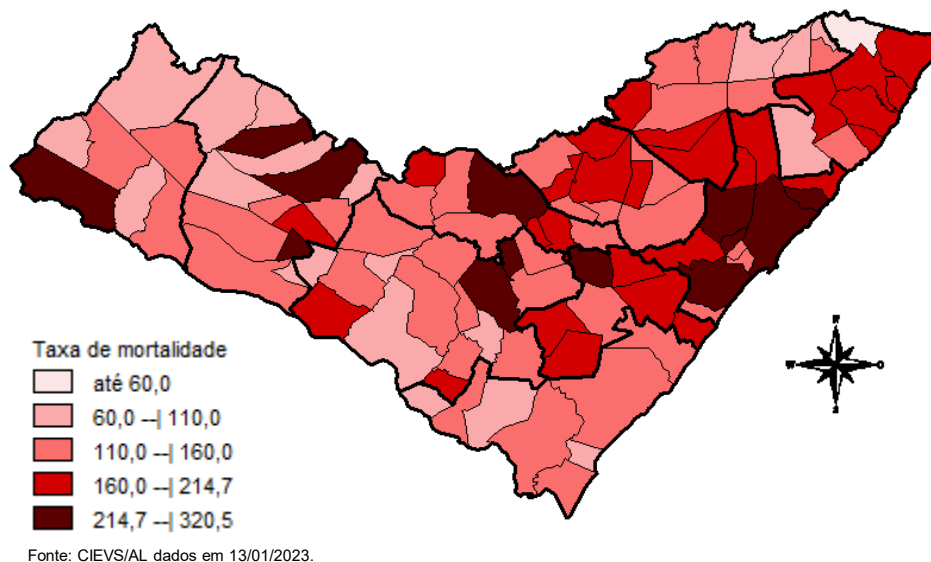 Taxa de mortalidade
até 60,0
60,0 --| 110,0
110,0 --| 160,0
160,0 --| 214,7
214,7 --| 320,5
Fonte: CIEVS/AL dados em 13/01/2023.
N
W
O
S